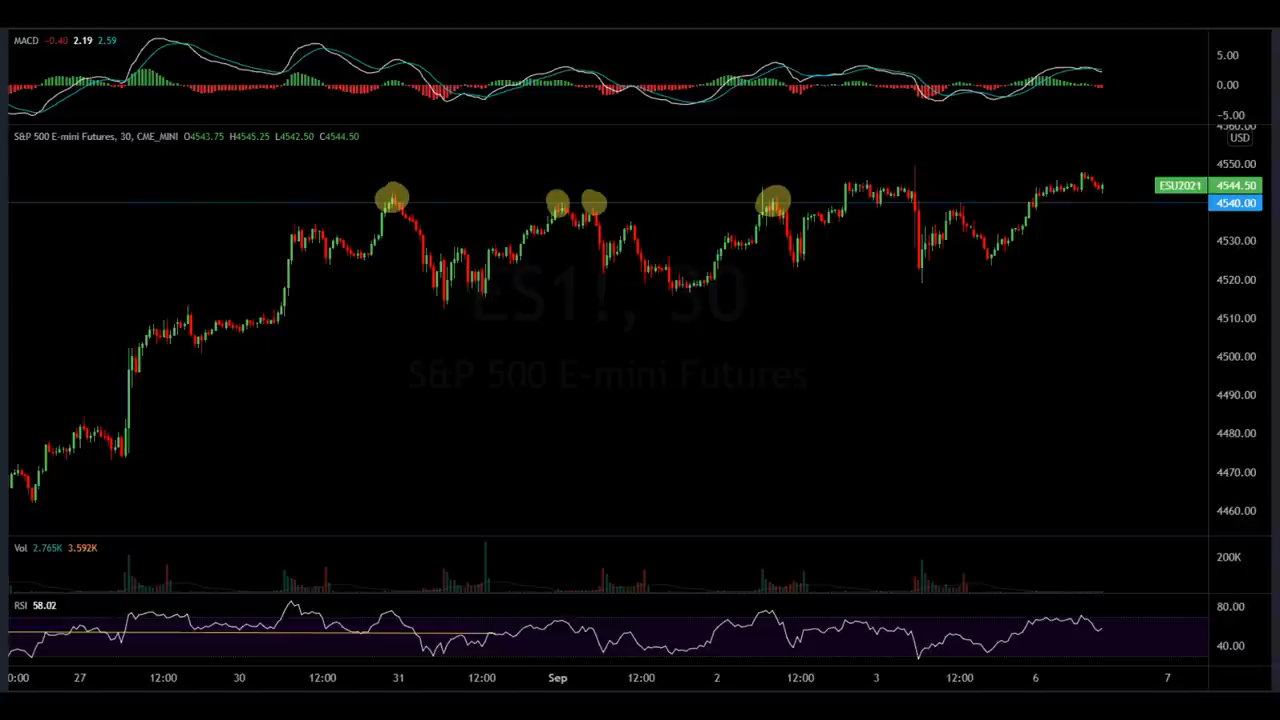 MACD -0.40 2.19 2.59
5.00
0.00
-5.00
4560.00
S&P 500 E-mini Futures, 30, CME_MINI O4543.75 H4545.25 L4542.50 C4544.50
USD
4550.00
ESU2021 4544.50
4540.00
4530.00
4520.00
4510.00
4500.00
4490.00
4480.00
4470.00
4460.00
ES1!, 30
S&P 500 E-mini Futures
Vol 2.765K 3.592K
200K
RSI 58.02
80.00
40.00
0:00 27 12:00 30 12:00 31 12:00 Sep 12:00 2 12:00 3 12:00 6 7